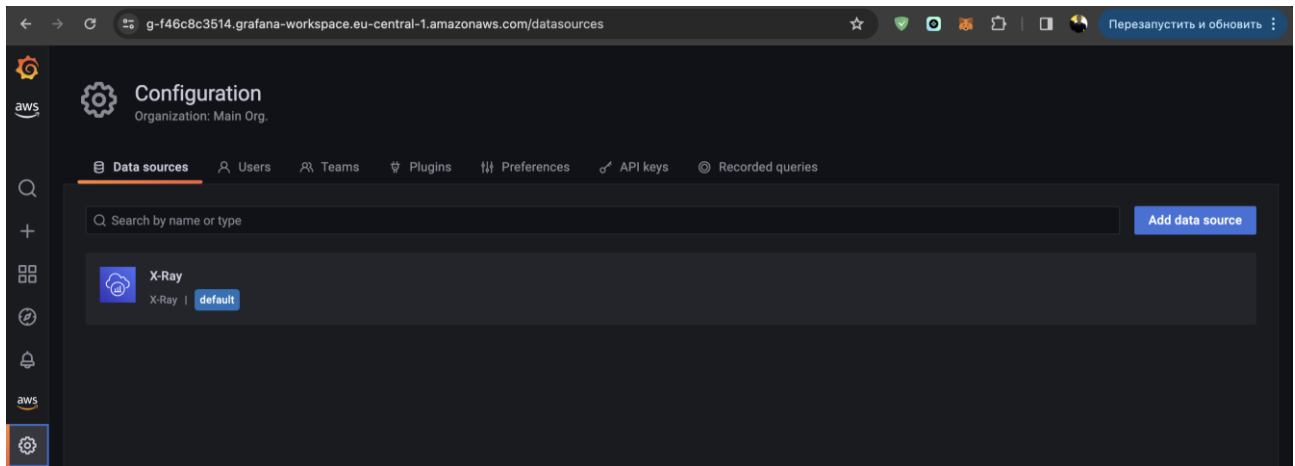 g-f46c8c3514.grafana-workspace.eu-central-1.amazonaws.com/datasources
Перезапустить и обновить
aws
Configuration
Organization: Main Org.
Data sources Users Teams Plugins Preferences API keys Recorded queries
Search by name or type Add data source
X-Ray
X-Ray | default
aws